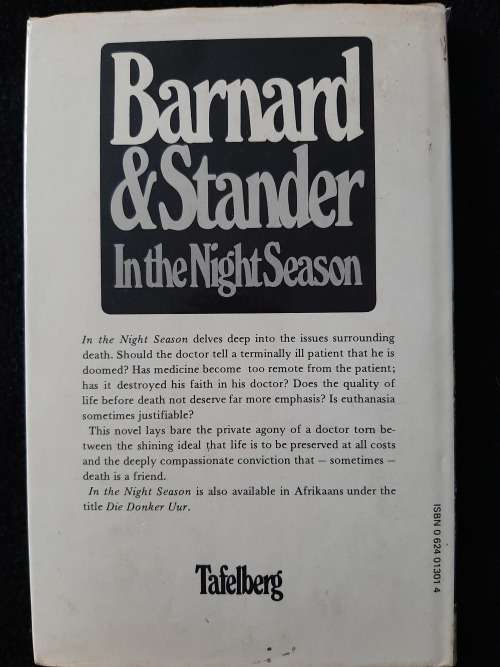 Barnard
& Stander
In the Night Season
In the Night Season delves deep into the issues surrounding
death. Should the doctor tell a terminally ill patient that he is
doomed? Has medicine become too remote from the patient;
has it destroyed his faith in his doctor? Does the quality of
life before death not deserve far more emphasis? Is euthanasia
sometimes justifiable?
This novel lays bare the private agony of a doctor torn be-
tween the shining ideal that life is to be preserved at all costs
and the deeply compassionate conviction that – sometimes –
death is a friend.
In the Night Season is also available in Afrikaans under the
title Die Donker Uur.
Tafelberg
ISBN 0 624 01301 4